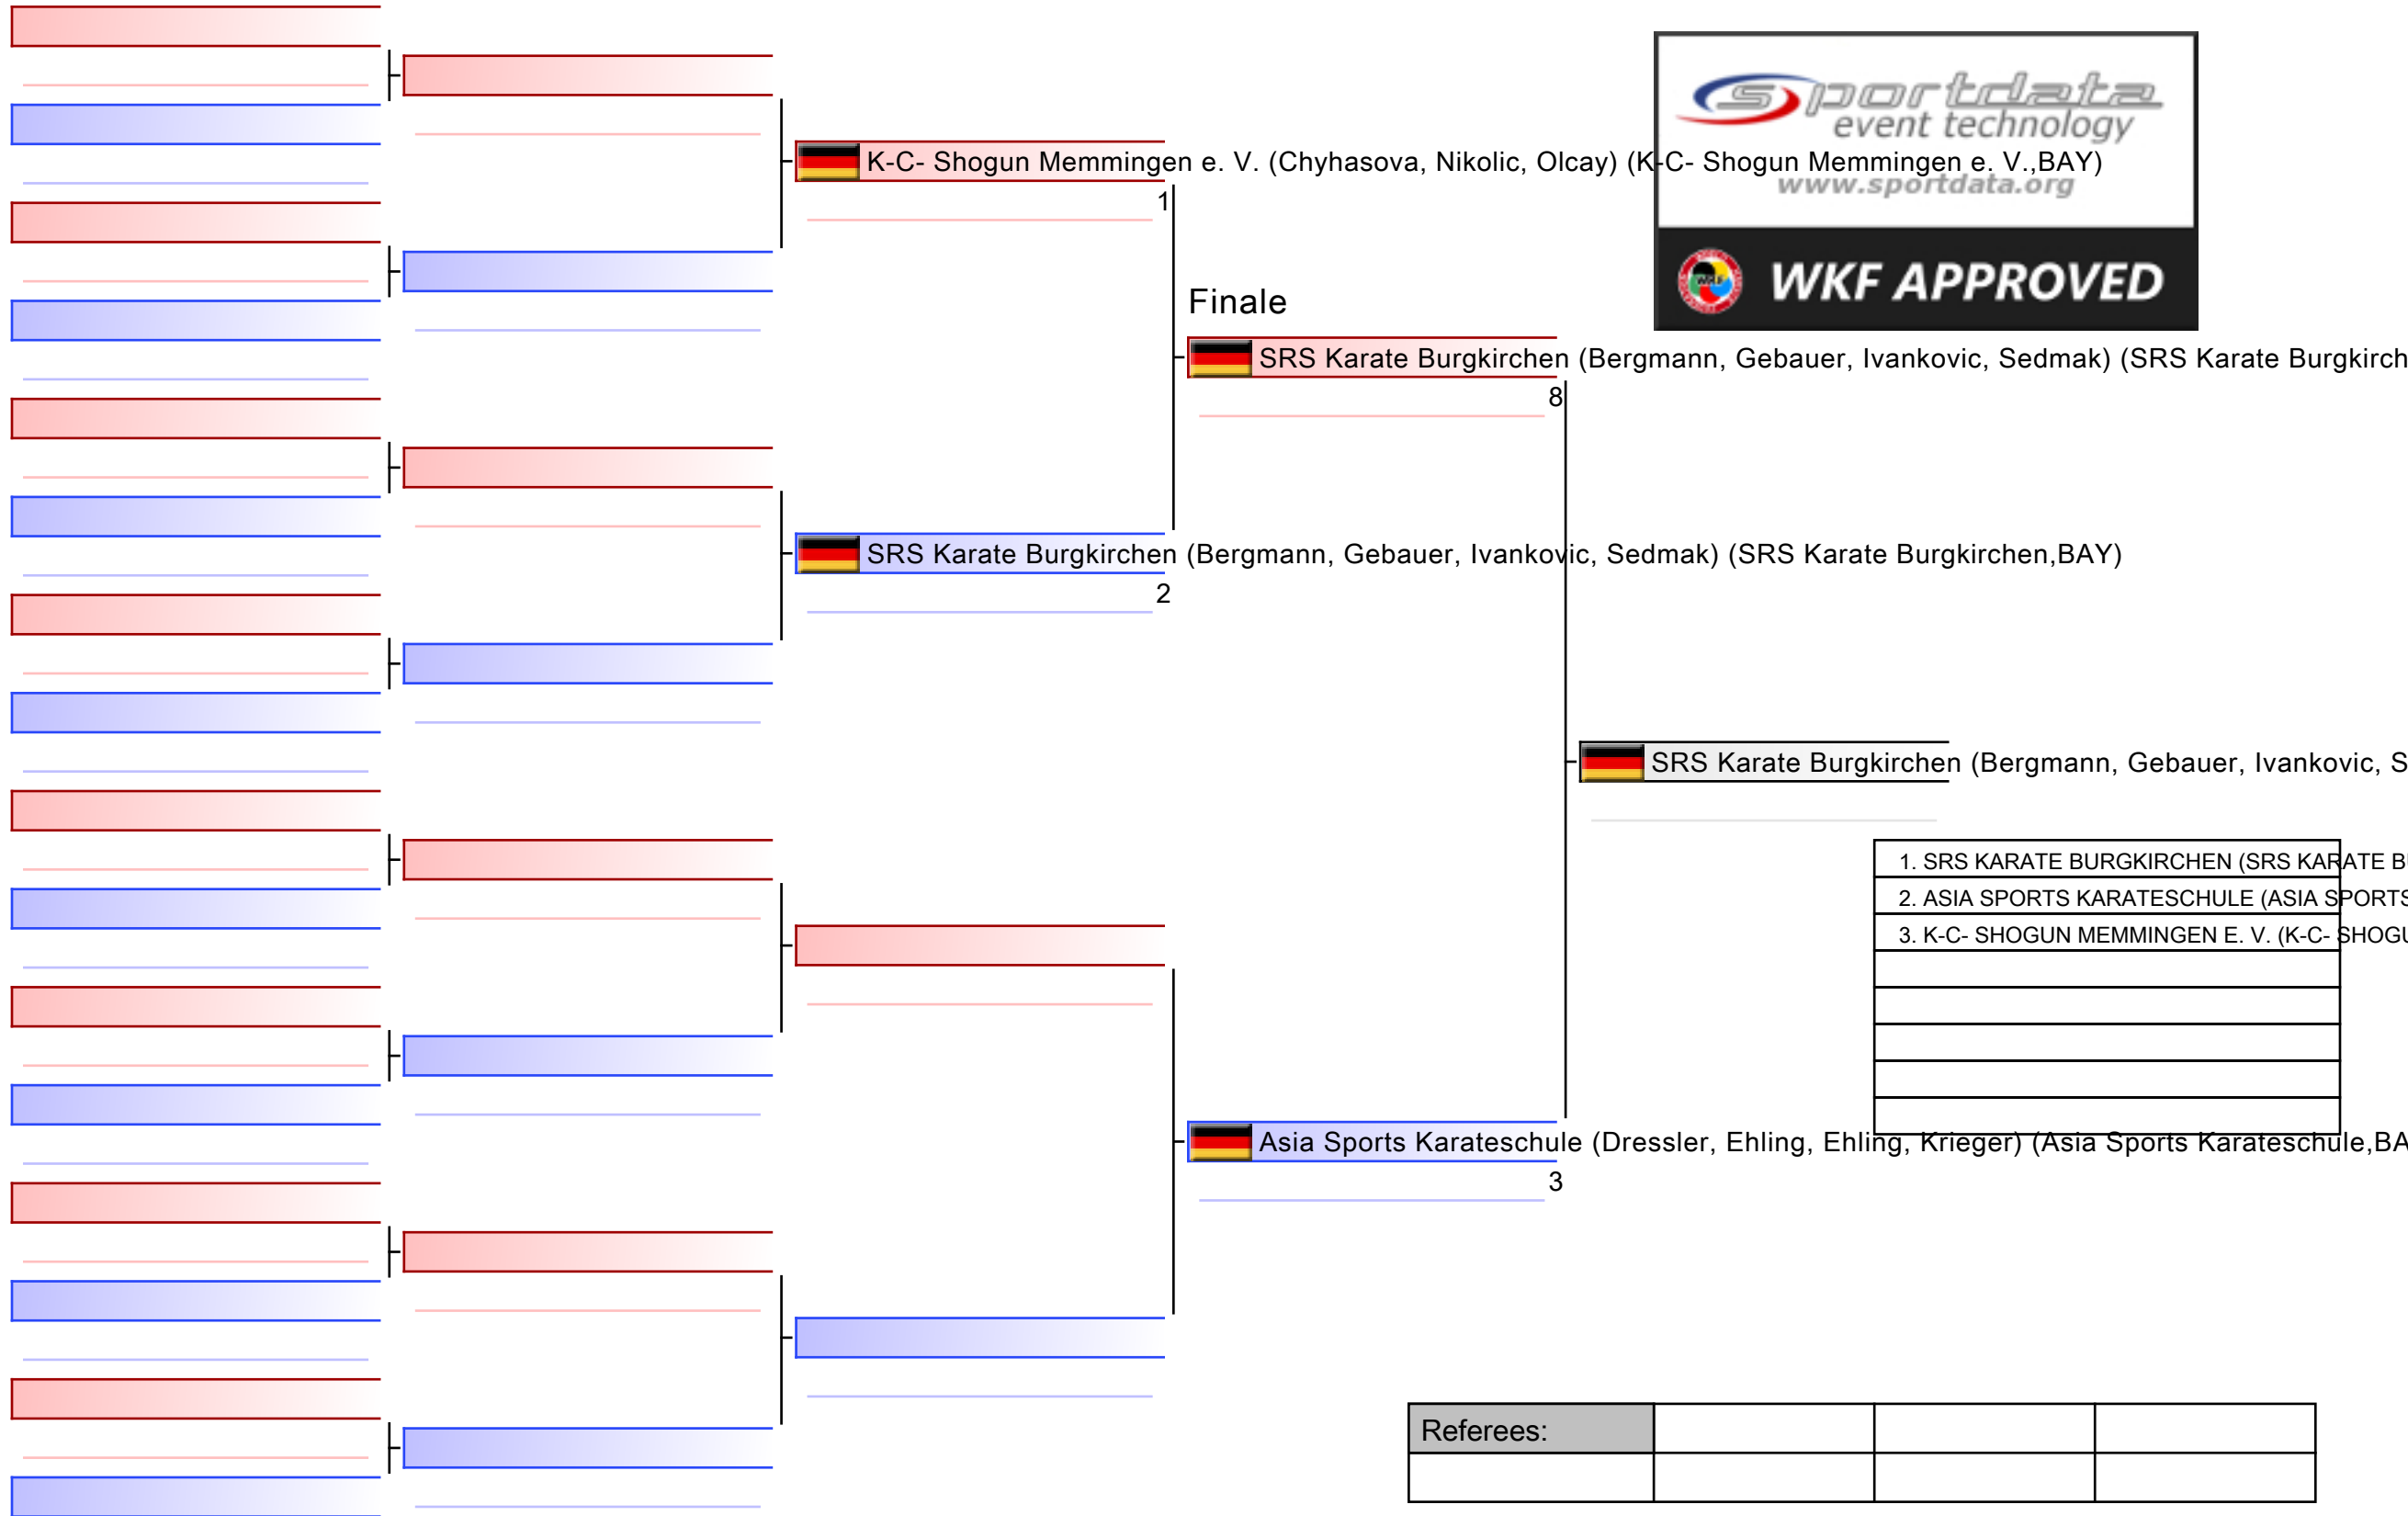 sportdata
event technology
K-C- Shogun Memmingen e. V. (Chyhasova, Nikolic, Olcay) (K-C- Shogun Memmingen e. V.,BAY)
www.sportdata.org
1
WKF APPROVED
Finale
SRS Karate Burgkirchen (Bergmann, Gebauer, Ivankovic, Sedmak) (SRS Karate Burgkirch
8
SRS Karate Burgkirchen (Bergmann, Gebauer, Ivankovic, Sedmak) (SRS Karate Burgkirchen,BAY)
2
SRS Karate Burgkirchen (Bergmann, Gebauer, Ivankovic, S
1. SRS KARATE BURGKIRCHEN (SRS KARATE B
2. ASIA SPORTS KARATESCHULE (ASIA SPORTS
3. K-C- SHOGUN MEMMINGEN E. V. (K-C- SHOGU
Asia Sports Karateschule (Dressler, Ehling, Ehling, Krieger) (Asia Sports Karateschule,BA
3
Referees: